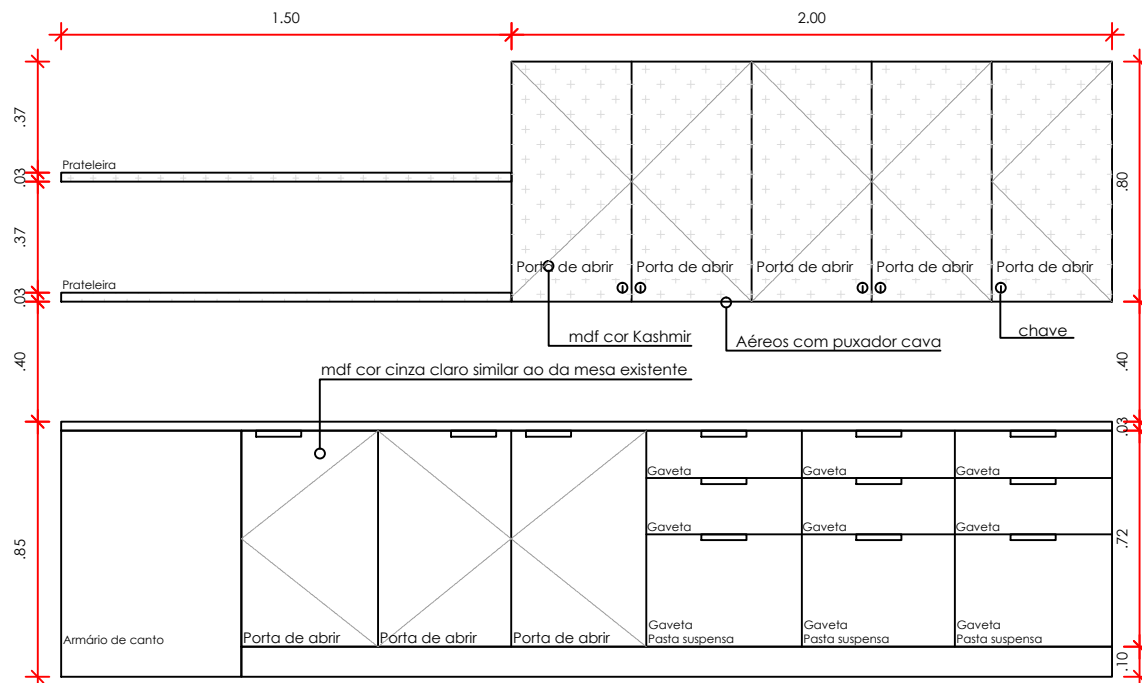 1.50
2.00
.37
Prateleira
.03
.80
.37
Porta de abrir
Porta de abrir
Porta de abrir
Porta de abrir
Porta de abrir
Prateleira
.03
mdf cor Kashmir
Aéreos com puxador cava
chave
.40
.40
mdf cor cinza claro similar ao da mesa existente
.03
Gaveta
Gaveta
Gaveta
Gaveta
Gaveta
Gaveta
.85
.72
Armário de canto
Porta de abrir
Porta de abrir
Porta de abrir
Gaveta
Pasta suspensa
Gaveta
Pasta suspensa
Gaveta
Pasta suspensa
.10